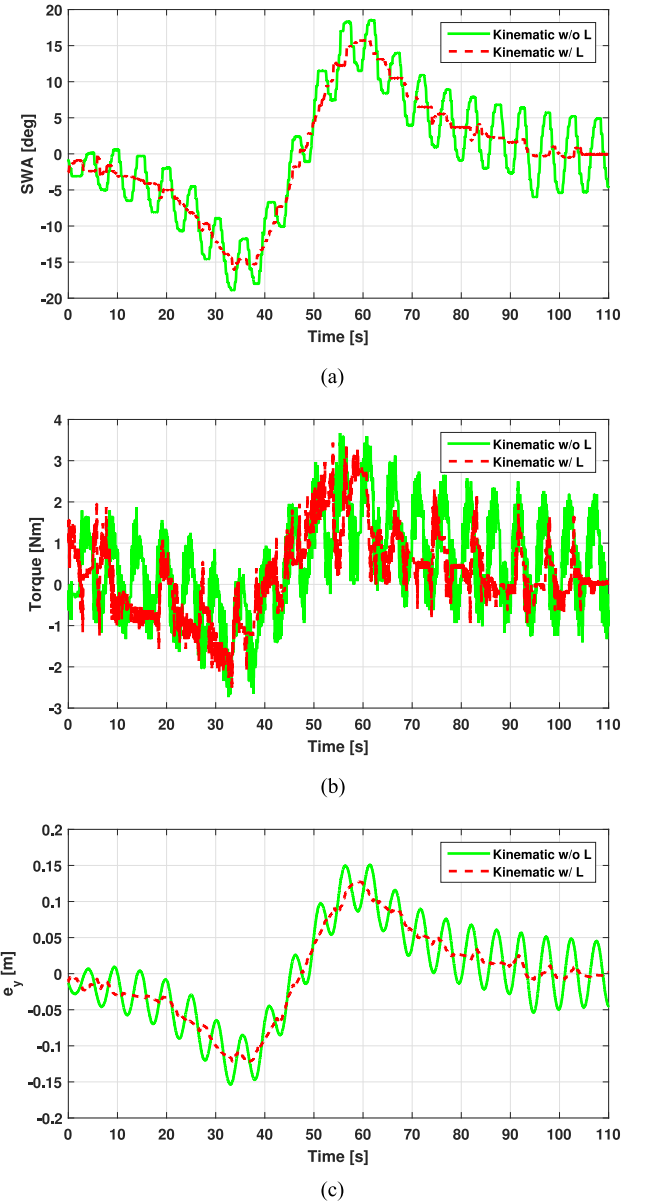 20
15
10
5
0
-5
-10
-15
-20
SWA [deg]
Kinematic w/o L
Kinematic w/ L
0 10 20 30 40 50 60 70 80 90 100 110
Time [s]
(a)
4
3
2
1
0
-1
-2
-3
Torque [Nm]
Kinematic w/o L
Kinematic w/ L
0 10 20 30 40 50 60 70 80 90 100 110
Time [s]
(b)
0.2
0.15
0.1
0.05
0
-0.05
-0.1
-0.15
-0.2
e_y [m]
Kinematic w/o L
Kinematic w/ L
0 10 20 30 40 50 60 70 80 90 100 110
Time [s]
(c)